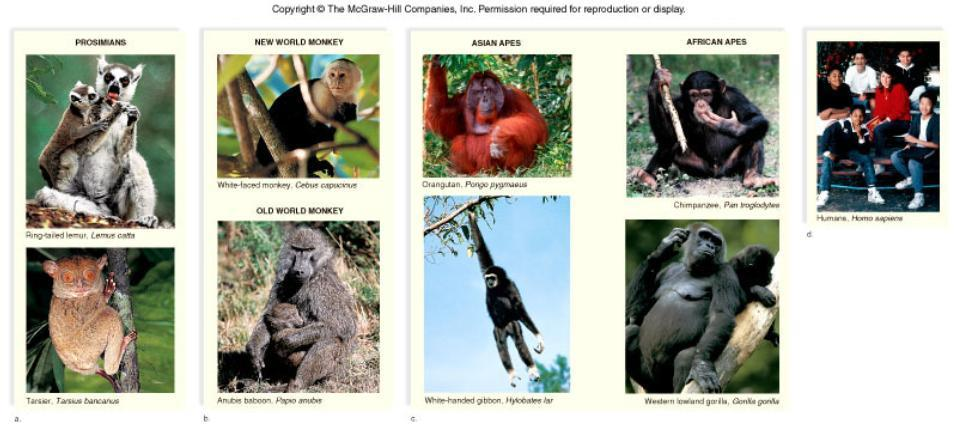 Copyright © The McGraw-Hill Companies, Inc. Permission required for reproduction or display.
PROSIMIANS
Ring-tailed lemur, Lemus catta
Tarsier, Tarsius bancanus
a.
NEW WORLD MONKEY
White-faced monkey, Cebus capucinus
OLD WORLD MONKEY
Anubis baboon, Papio anubis
b.
ASIAN APES
Orangutan, Pongo pygmaeus
White-handed gibbon, Hylobates lar
AFRICAN APES
Chimpanzee, Pan troglodytes
Western lowland gorilla, Gorilla gorilla
c.
Humans, Homo sapiens
d.